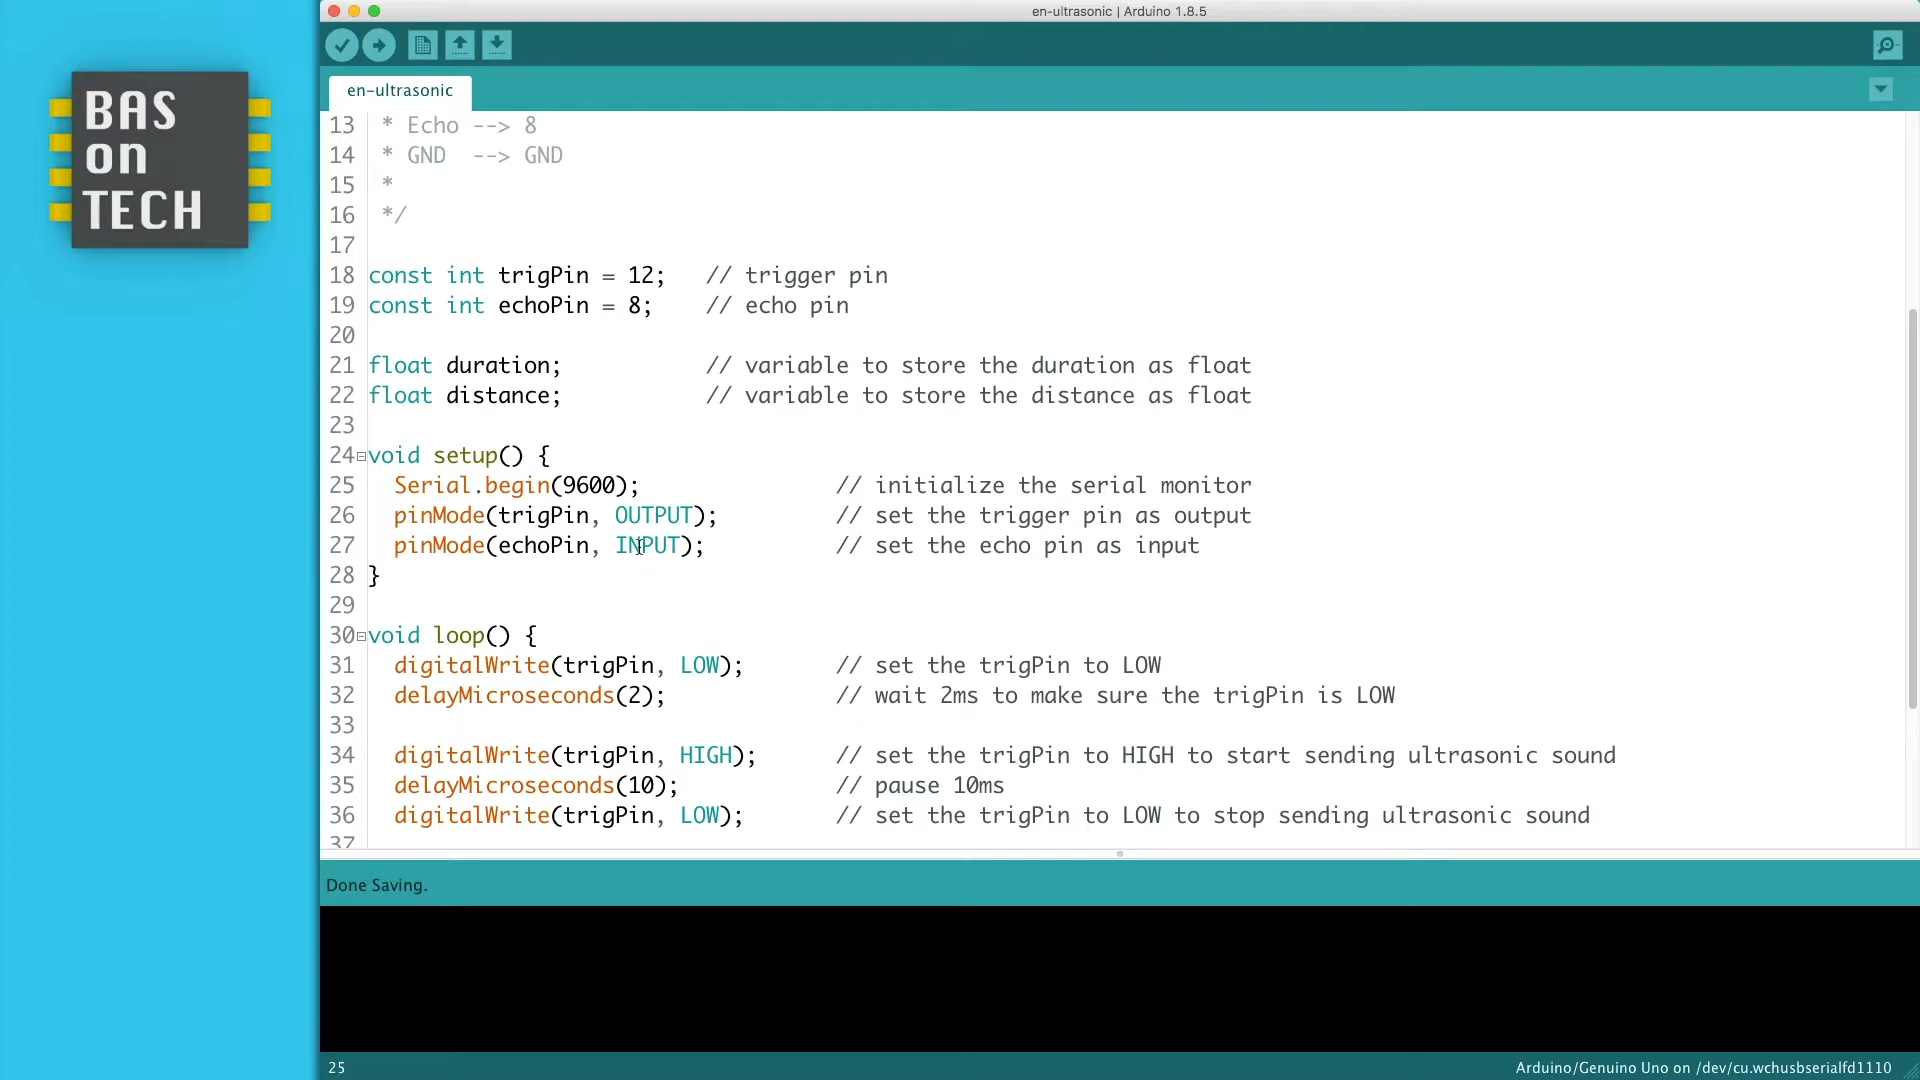 en-ultrasonic | Arduino 1.8.5
BAS
on
TECH
en-ultrasonic
13 * Echo --> 8
14 * GND  --> GND
15 *
16 */
17
18 const int trigPin = 12;   // trigger pin
19 const int echoPin = 8;    // echo pin
20
21 float duration;           // variable to store the duration as float
22 float distance;           // variable to store the distance as float
23
24 void setup() {
25   Serial.begin(9600);               // initialize the serial monitor
26   pinMode(trigPin, OUTPUT);         // set the trigger pin as output
27   pinMode(echoPin, INPUT);          // set the echo pin as input
28 }
29
30 void loop() {
31   digitalWrite(trigPin, LOW);       // set the trigPin to LOW
32   delayMicroseconds(2);             // wait 2ms to make sure the trigPin is LOW
33
34   digitalWrite(trigPin, HIGH);      // set the trigPin to HIGH to start sending ultrasonic sound
35   delayMicroseconds(10);            // pause 10ms
36   digitalWrite(trigPin, LOW);       // set the trigPin to LOW to stop sending ultrasonic sound
37
Done Saving.
25
Arduino/Genuino Uno on /dev/cu.wchusbserialfd1110